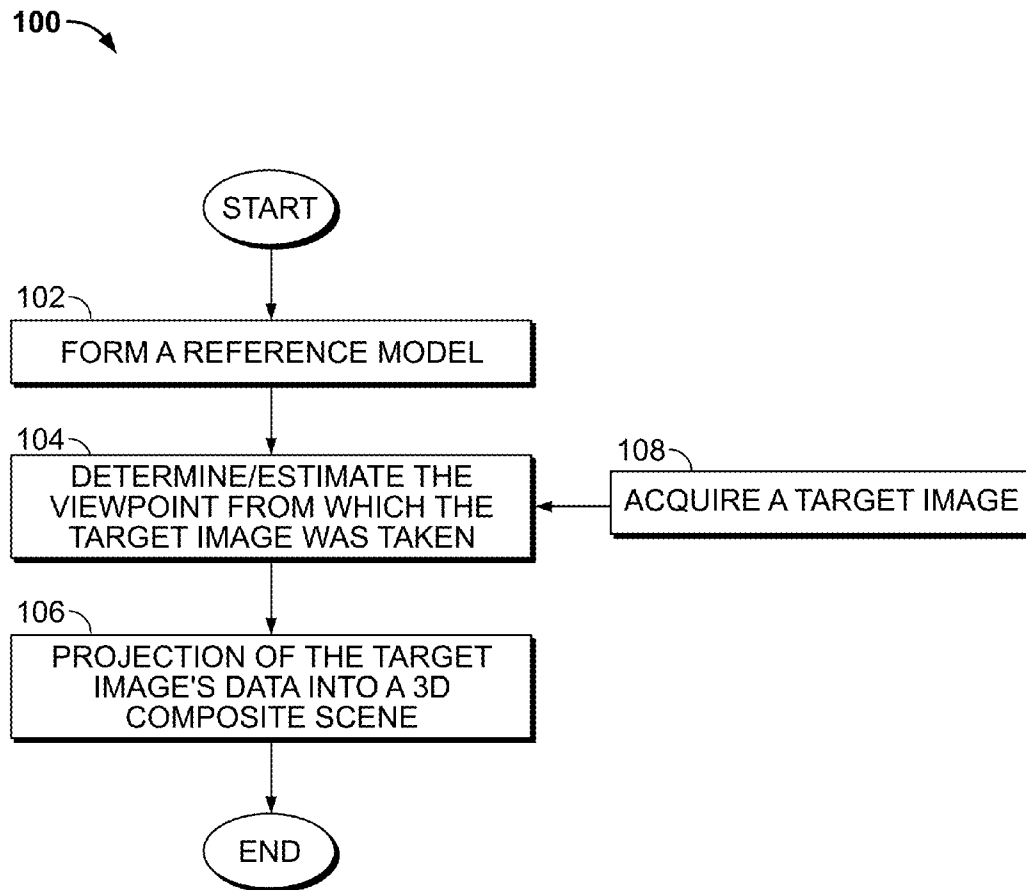 100
START
102
FORM A REFERENCE MODEL
104
DETERMINE/ESTIMATE THE
VIEWPOINT FROM WHICH THE
TARGET IMAGE WAS TAKEN
108
ACQUIRE A TARGET IMAGE
106
PROJECTION OF THE TARGET
IMAGE'S DATA INTO A 3D
COMPOSITE SCENE
END